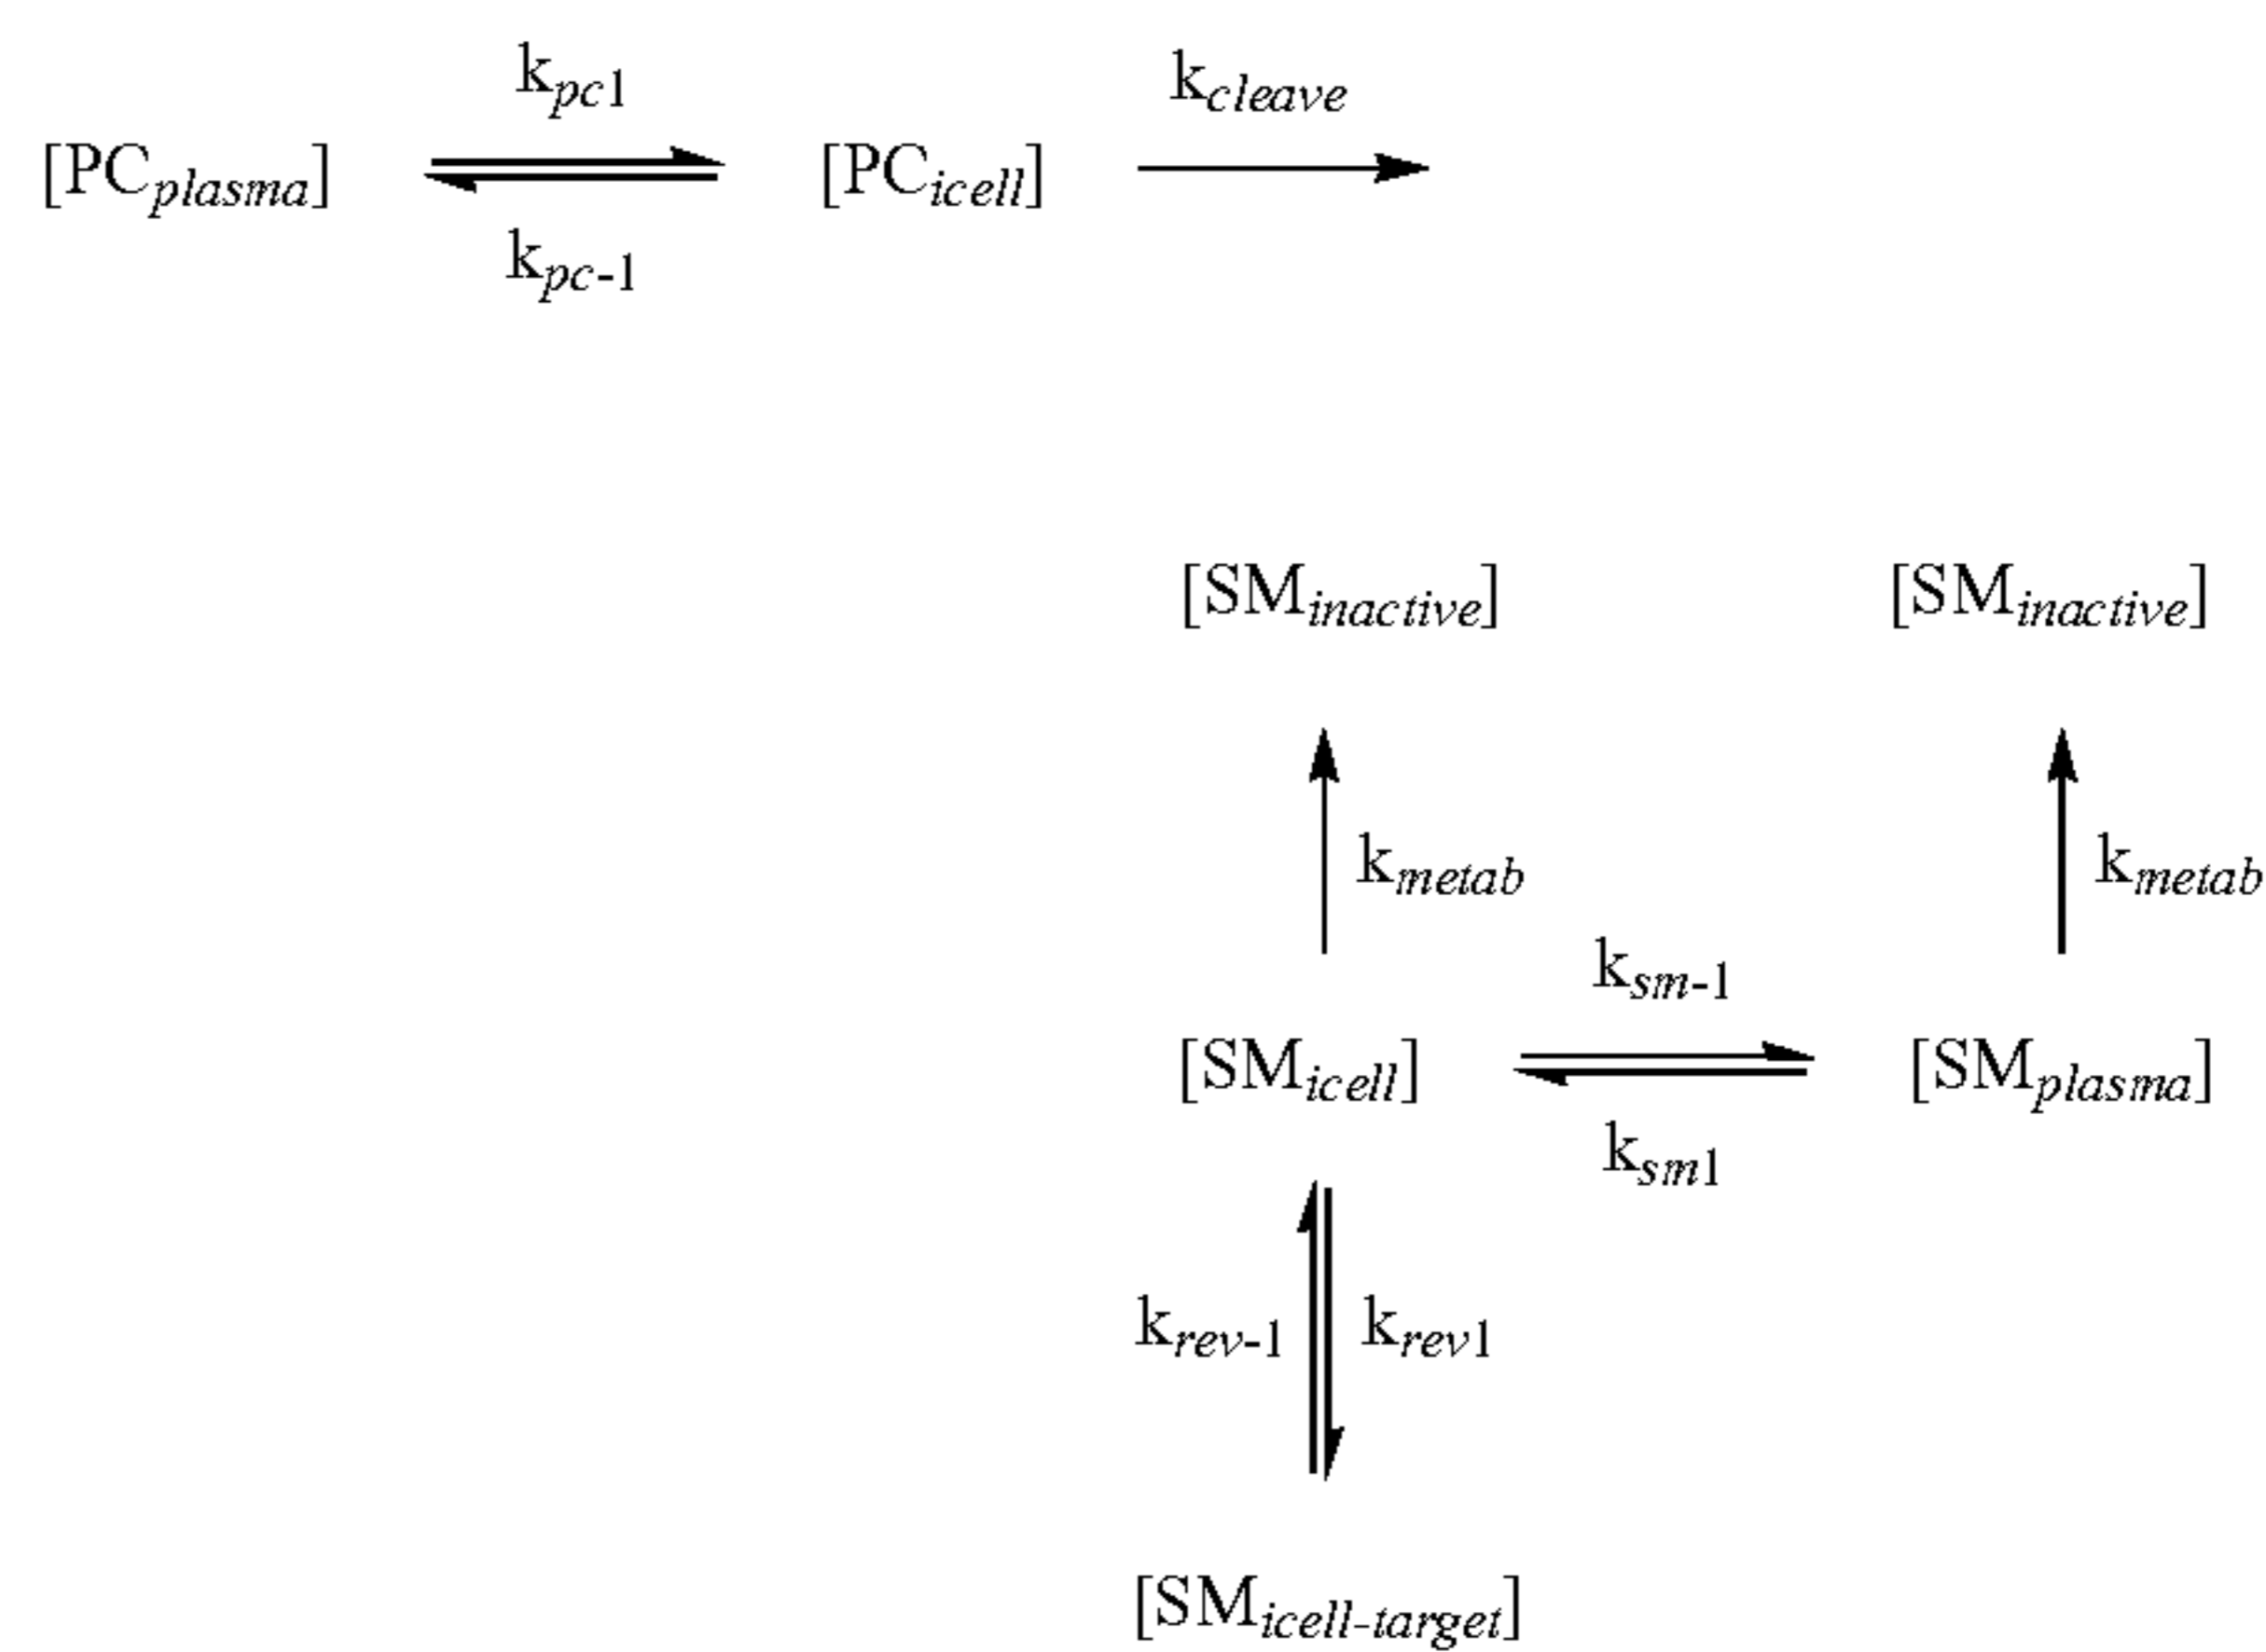 k_pc1 k_cleave
[PC_plasma] [PC_icell]
k_pc-1
[SM_inactive] [SM_inactive]
k_metab k_metab
k_sm-1
[SM_icell] [SM_plasma]
k_sm1
k_rev-1 k_rev1
[SM_icell-target]